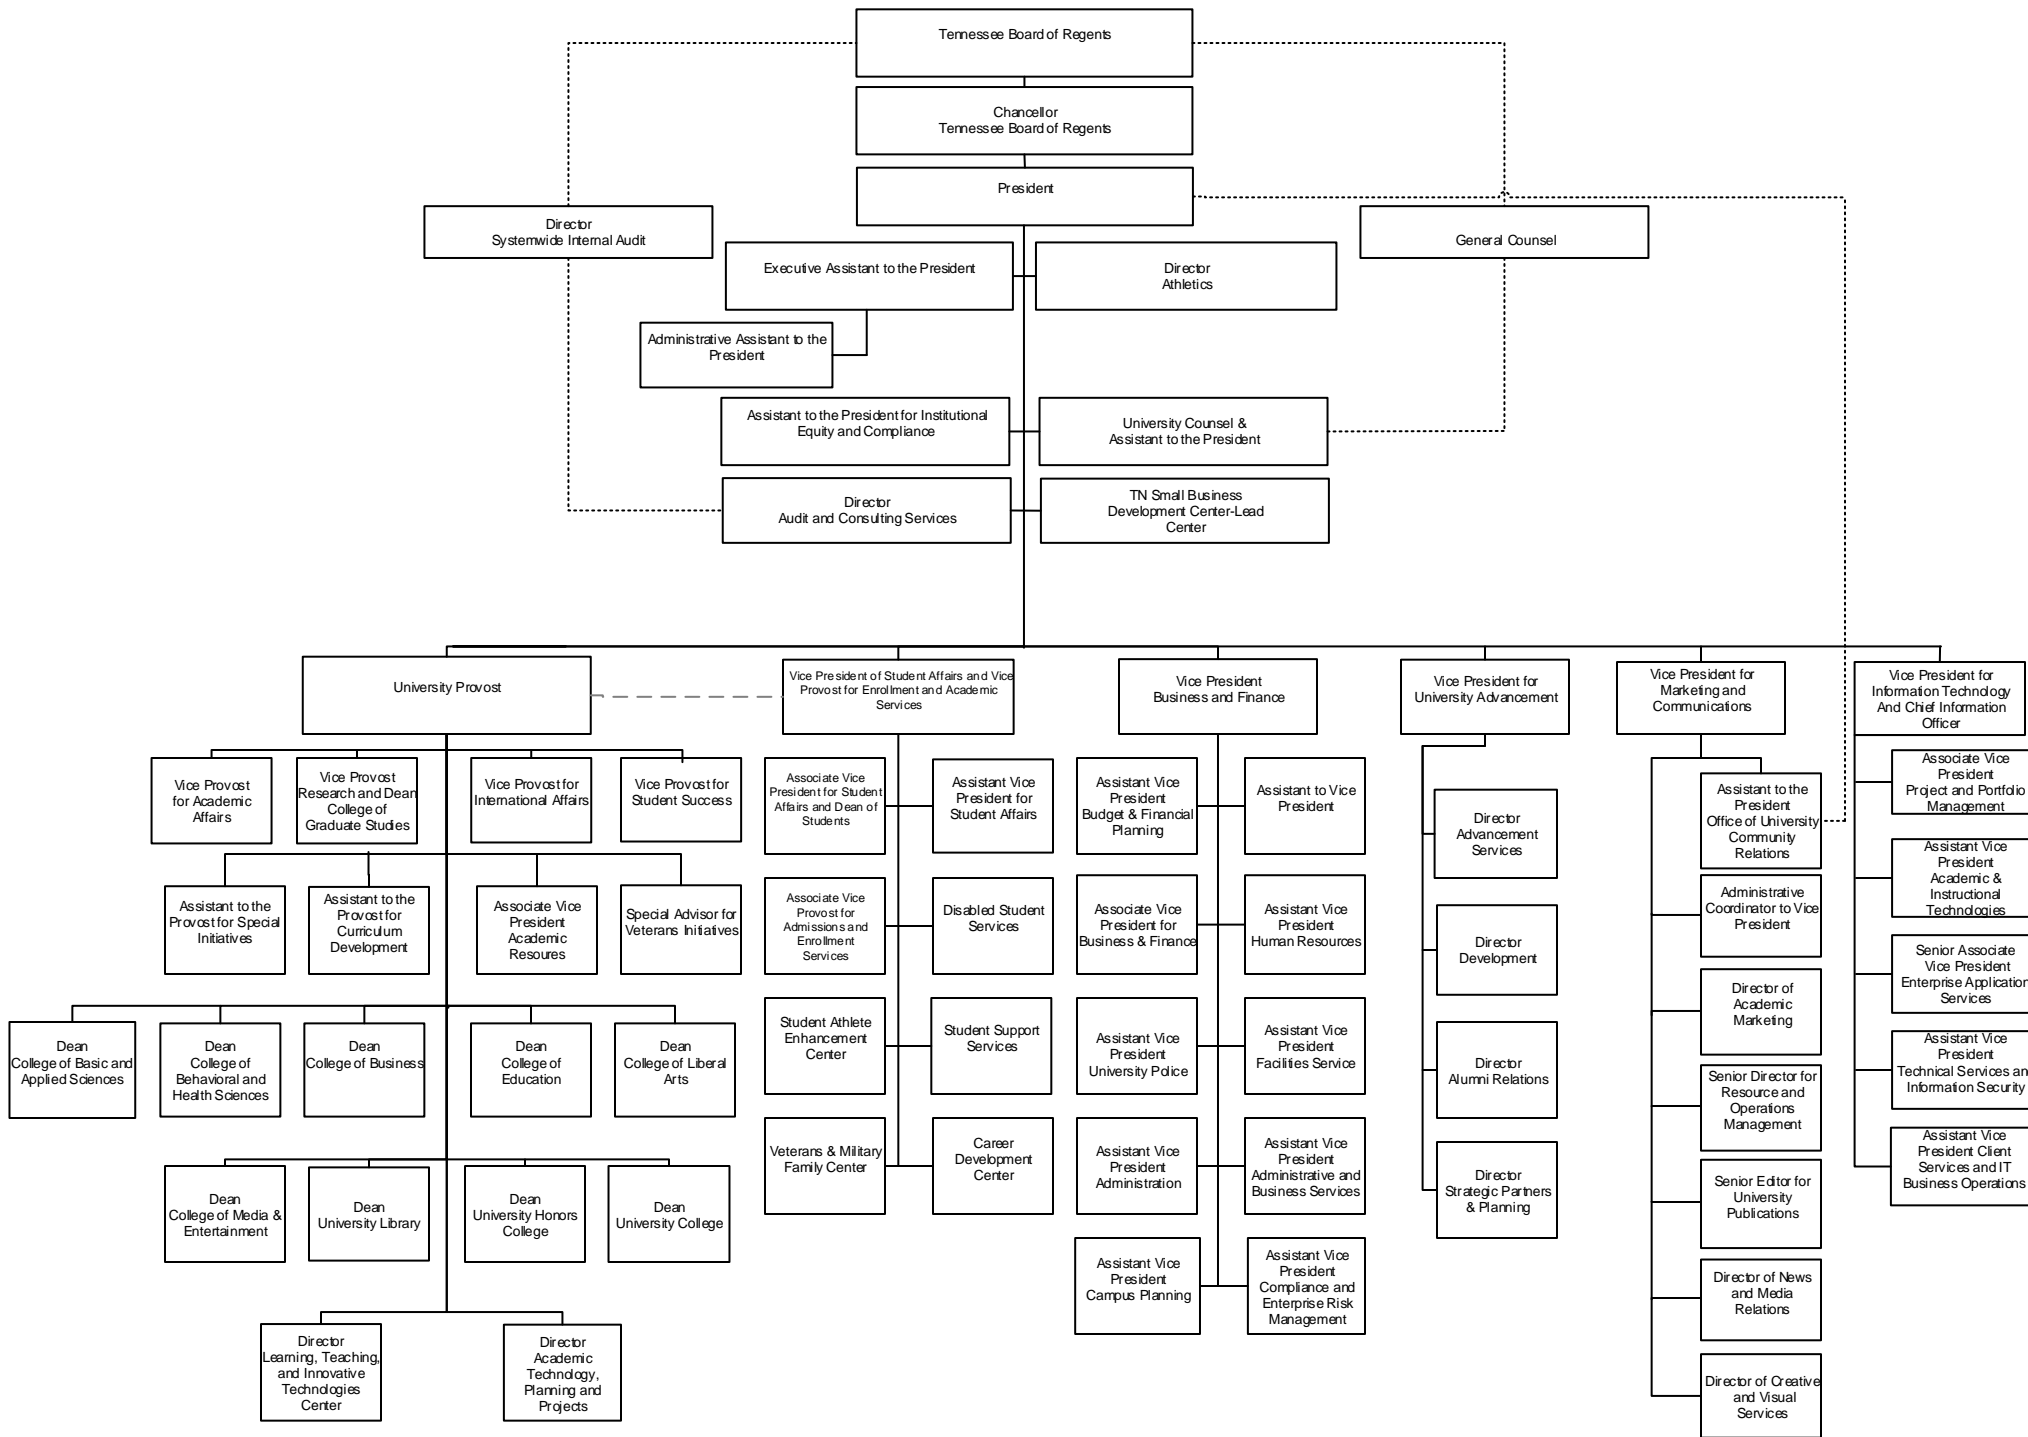 Tennessee Board of Regents
Chancellor
Tennessee Board of Regents
President
Director
Systemwide Internal Audit
General Counsel
Executive Assistant to the President
Director
Athletics
Administrative Assistant to the
President
Assistant to the President for Institutional
Equity and Compliance
University Counsel &
Assistant to the President
Director
Audit and Consulting Services
TN Small Business
Development Center-Lead
Center
University Provost
Vice President of Student Affairs and Vice
Provost for Enrollment and Academic
Services
Vice President
Business and Finance
Vice President for
University Advancement
Vice President for
Marketing and
Communications
Vice President for
Information Technology
And Chief Information
Officer
Vice Provost
for Academic
Affairs
Vice Provost
Research and Dean
College of
Graduate Studies
Vice Provost for
International Affairs
Vice Provost for
Student Success
Assistant to the
Provost for Special
Initiatives
Assistant to the
Provost for
Curriculum
Development
Associate Vice
President
Academic
Resoures
Special Advisor for
Veterans Initiatives
Dean
College of Basic and
Applied Sciences
Dean
College of
Behavioral and
Health Sciences
Dean
College of Business
Dean
College of
Education
Dean
College of Liberal
Arts
Dean
College of Media &
Entertainment
Dean
University Library
Dean
University Honors
College
Dean
University College
Director
Learning, Teaching,
and Innovative
Technologies
Center
Director
Academic
Technology,
Planning and
Projects
Associate Vice
President for Student
Affairs and Dean of
Students
Assistant Vice
President for
Student Affairs
Associate Vice
Provost for
Admissions and
Enrollment
Services
Disabled Student
Services
Student Athlete
Enhancement
Center
Student Support
Services
Veterans & Military
Family Center
Career
Development
Center
Assistant Vice
President
Budget & Financial
Planning
Assistant to Vice
President
Associate Vice
President for
Business & Finance
Assistant Vice
President
Human Resources
Assistant Vice
President
University Police
Assistant Vice
President
Facilities Service
Assistant Vice
President
Administration
Assistant Vice
President
Administrative and
Business Services
Assistant Vice
President
Campus Planning
Assistant Vice
President
Compliance and
Enterprise Risk
Management
Director
Advancement
Services
Director
Development
Director
Alumni Relations
Director
Strategic Partners
& Planning
Assistant to the
President
Office of University
Community
Relations
Administrative
Coordinator to Vice
President
Director of
Academic
Marketing
Senior Director for
Resource and
Operations
Management
Senior Editor for
University
Publications
Director of News
and Media
Relations
Director of Creative
and Visual
Services
Associate Vice
President
Project and Portfolio
Management
Assistant Vice
President
Academic &
Instructional
Technologies
Senior Associate
Vice President
Enterprise Application
Services
Assistant Vice
President
Technical Services and
Information Security
Assistant Vice
President Client
Services and IT
Business Operations